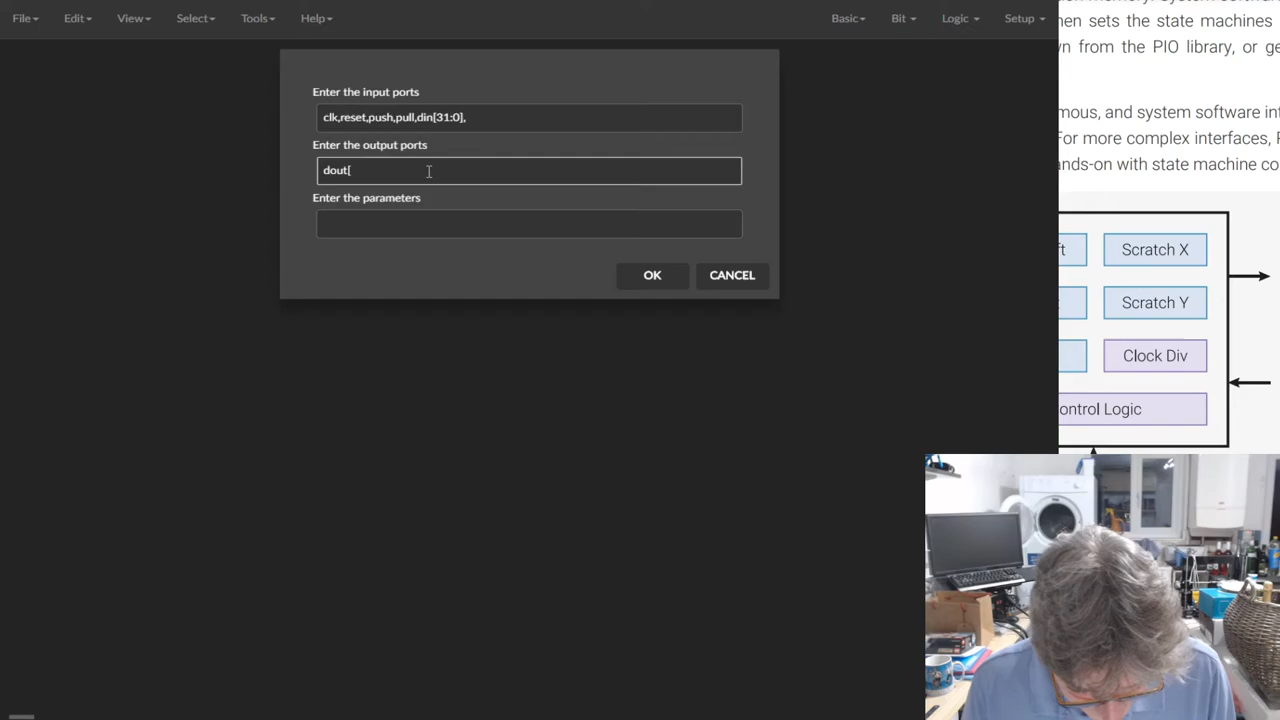 File Edit View Select Tools Help Basic Bit Logic Setup
en sets the state machines
n from the PIO library, or ge
Enter the input ports
clk,reset,push,pull,din[31:0],
Enter the output ports
dout[
Enter the parameters
OK CANCEL
mous, and system software int
For more complex interfaces, P
ands-on with state machine co
ft Scratch X
Scratch Y
Clock Div
ontrol Logic